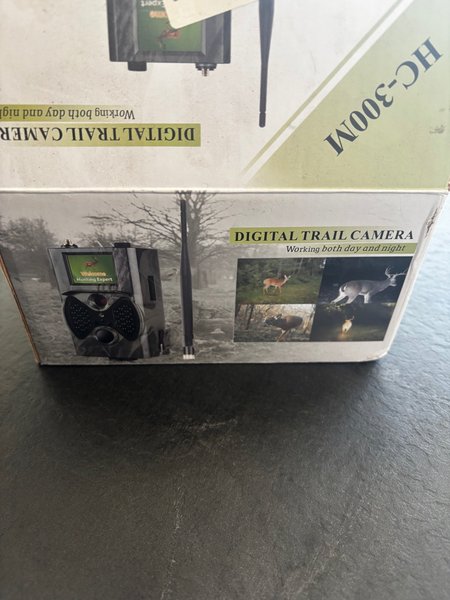 Expert
HC-300M
Working both day and nigh
DIGITAL TRAIL CAMER
DIGITAL TRAIL CAMERA
Working both day and night
Welcome
Hunting Expert